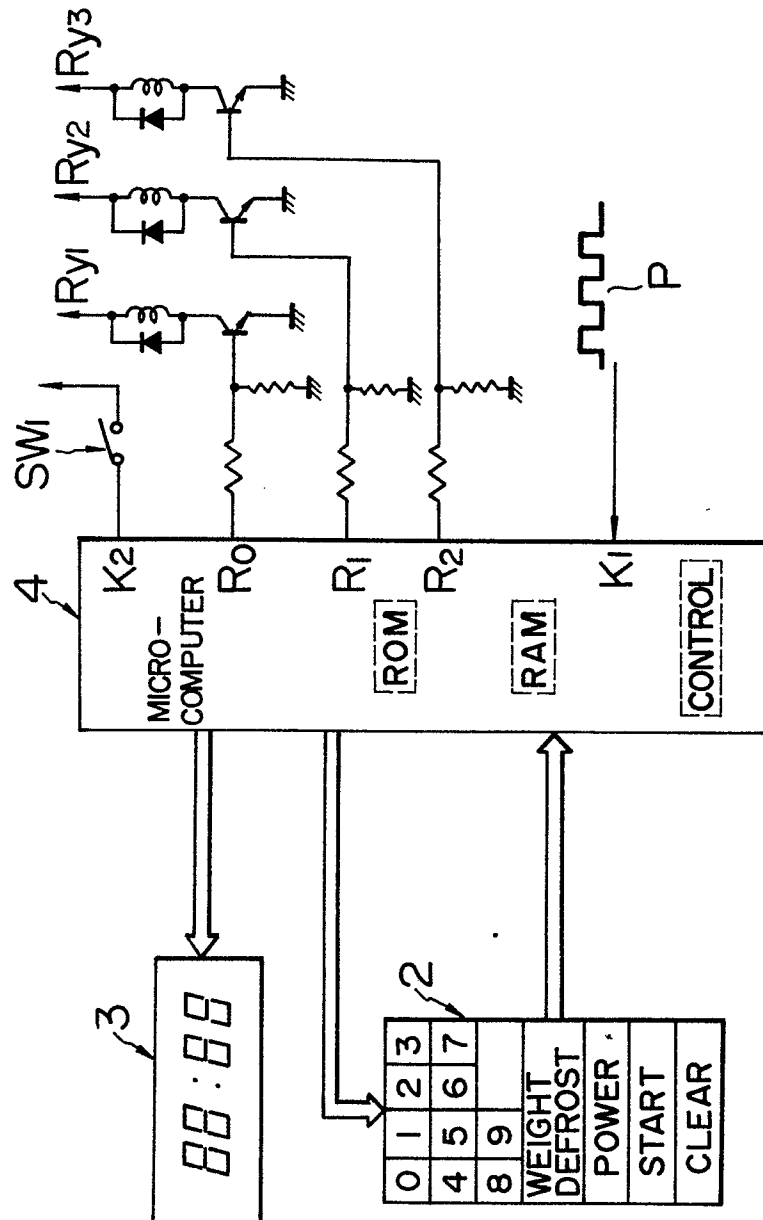 3
88:88
2
0 1 2 3
4 5 6 7
8 9
WEIGHT
DEFROST
POWER
START
CLEAR
4
MICRO-
COMPUTER
ROM
RAM
CONTROL
K2
R0
R1
R2
K1
SW1
Ry1
Ry2
Ry3
P